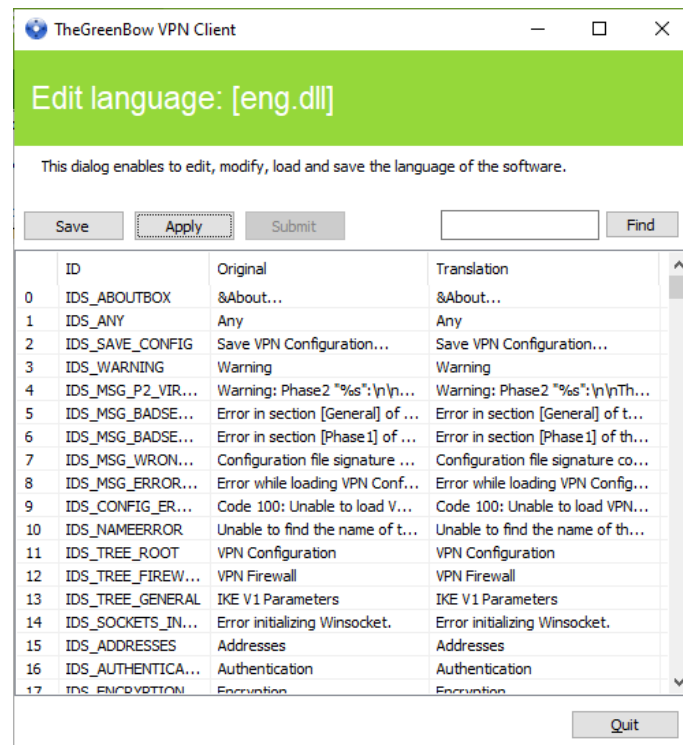 TheGreenBow VPN Client
Edit language: [eng.dll]
This dialog enables to edit, modify, load and save the language of the software.
Save Apply Submit Find
ID Original Translation
0 IDS_ABOUTBOX &About... &About...
1 IDS_ANY Any Any
2 IDS_SAVE_CONFIG Save VPN Configuration... Save VPN Configuration...
3 IDS_WARNING Warning Warning
4 IDS_MSG_P2_VIR... Warning: Phase2 "%s":\n\n... Warning: Phase2 "%s":\n\nTh...
5 IDS_MSG_BADSE... Error in section [General] of ... Error in section [General] of t...
6 IDS_MSG_BADSE... Error in section [Phase1] of ... Error in section [Phase1] of th...
7 IDS_MSG_WRON... Configuration file signature ... Configuration file signature co...
8 IDS_MSG_ERROR... Error while loading VPN Conf... Error while loading VPN Config...
9 IDS_CONFIG_ER... Code 100: Unable to load V... Code 100: Unable to load VPN...
10 IDS_NAMEERROR Unable to find the name of t... Unable to find the name of th...
11 IDS_TREE_ROOT VPN Configuration VPN Configuration
12 IDS_TREE_FIREW... VPN Firewall VPN Firewall
13 IDS_TREE_GENERAL IKE V1 Parameters IKE V1 Parameters
14 IDS_SOCKETS_IN... Error initializing Winsocket. Error initializing Winsocket.
15 IDS_ADDRESSES Addresses Addresses
16 IDS_AUTHENTICA... Authentication Authentication
17 IDS_ENCRYPTION Encryption Encryption
Quit